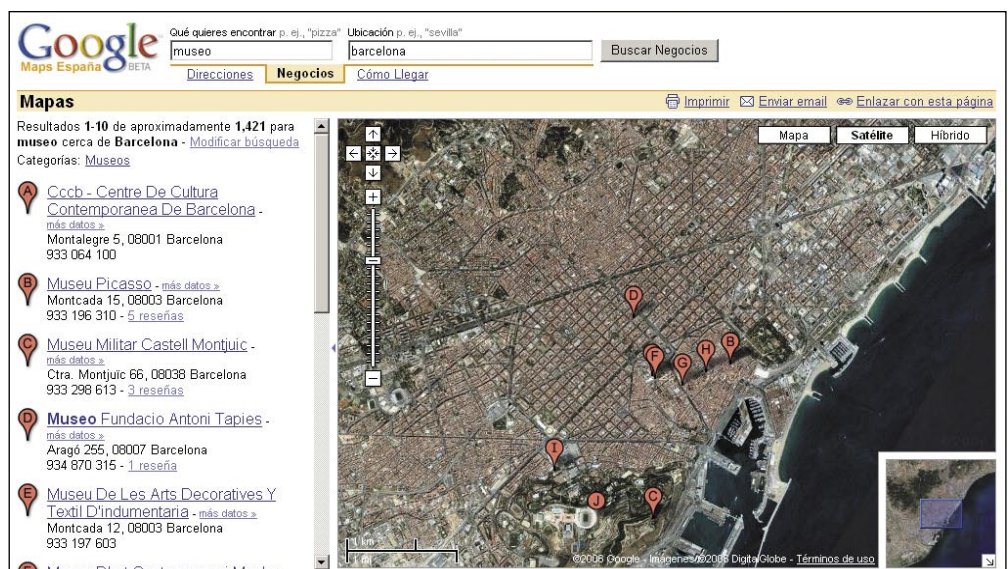 Google
Maps España BETA
Qué quieres encontrar p. ej., "pizza" Ubicación p. ej., "sevilla"
museo barcelona Buscar Negocios
Direcciones Negocios Cómo Llegar
Mapas Imprimir Enviar email Enlazar con esta página
Resultados 1-10 de aproximadamente 1,421 para
museo cerca de Barcelona - Modificar búsqueda
Categorías: Museos
A Cccb - Centre De Cultura
Contemporanea De Barcelona -
más datos »
Montalegre 5, 08001 Barcelona
933 064 100
B Museu Picasso - más datos »
Montcada 15, 08003 Barcelona
933 196 310 - 5 reseñas
C Museu Militar Castell Montjuic -
más datos »
Ctra. Montjuïc 66, 08038 Barcelona
933 298 613 - 3 reseñas
D Museo Fundacio Antoni Tapies -
más datos »
Aragó 255, 08007 Barcelona
934 870 315 - 1 reseña
E Museu De Les Arts Decoratives Y
Textil D'indumentaria - más datos »
Montcada 12, 08003 Barcelona
933 197 603
Mapa Satélite Híbrido
D
F G H B
I
J C
1 km
1 mi
©2006 Google - Imágenes ©2006 DigitalGlobe - Términos de uso